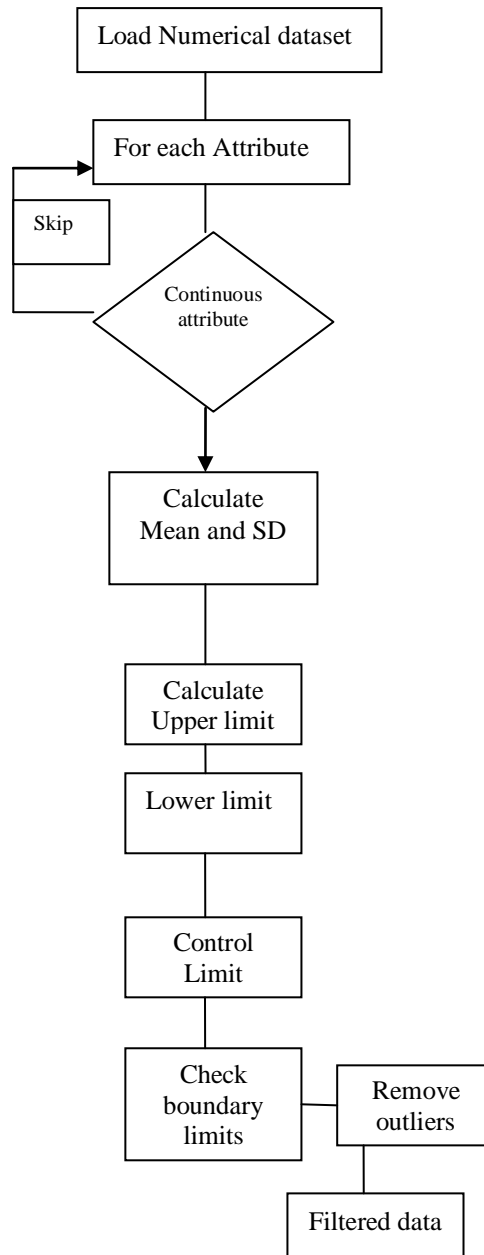 Load Numerical dataset
For each Attribute
Skip
Continuous
attribute
Calculate
Mean and SD
Calculate
Upper limit
Lower limit
Control
Limit
Check
boundary
limits
Remove
outliers
Filtered data